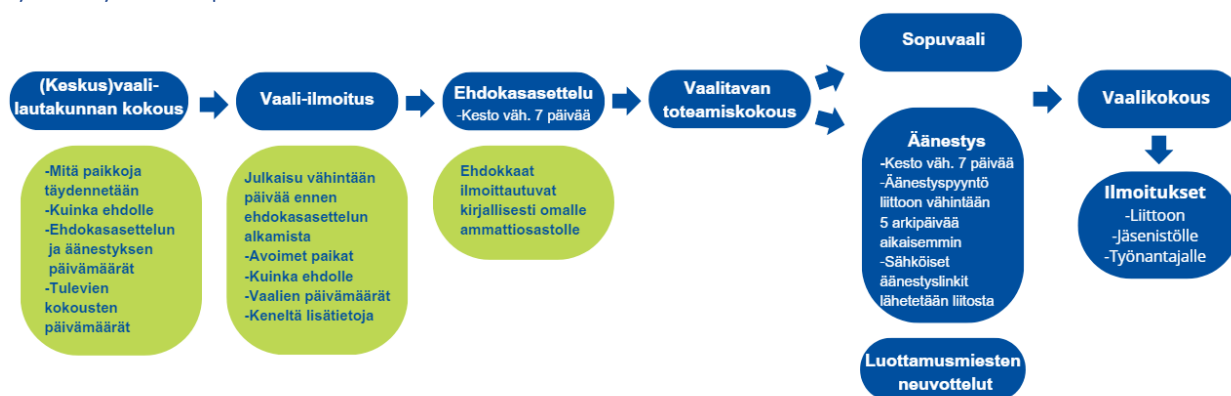 (Keskus)vaali-
lautakunnan kokous
-Mitä paikkoja
täydennetään
-Kuinka ehdolle
-Ehdokasasettelun
ja äänestyksen
päivämäärät
-Tulevien
kokousten
päivämäärät
Vaali-ilmoitus
Julkaisu vähintään
päivää ennen
ehdokasasettelun
alkamista
-Avoimet paikat
-Kuinka ehdolle
-Vaalien päivämäärät
-Keneltä lisätietoja
Ehdokasasettelu
-Kesto väh. 7 päivää
Ehdokkaat
ilmoittautuvat
kirjallisesti omalle
ammattiosastolle
Vaalitavan
toteamiskokous
Sopuvaali
Äänestys
-Kesto väh. 7 päivää
-Äänestyspyyntö
liittoon vähintään
5 arkipäivää
aikaisemmin
-Sähköiset
äänestyslinkit
lähetetään liitosta
Luottamusmiesten
neuvottelut
Vaalikokous
Ilmoitukset
-Liittoon
-Jäsenistölle
-Työnantajalle